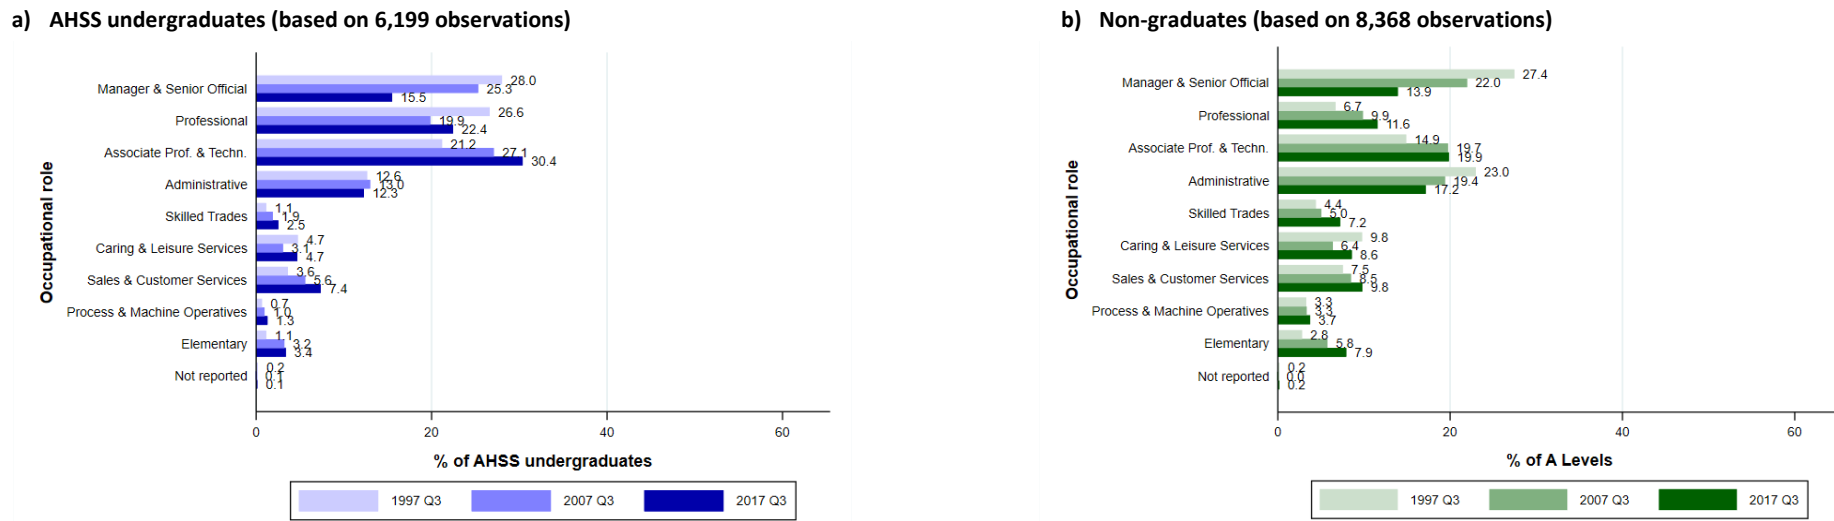 a) AHSS undergraduates (based on 6,199 observations)
Occupational role
Manager & Senior Official 28.0 25.3 15.5
Professional 26.6 19.9 22.4
Associate Prof. & Techn. 21.2 27.1 30.4
Administrative 12.6 13.0 12.3
Skilled Trades 1.1 1.9 2.5
Caring & Leisure Services 4.7 3.1 4.7
Sales & Customer Services 3.6 5.6 7.4
Process & Machine Operatives 0.7 1.0 1.3
Elementary 1.1 3.2 3.4
Not reported 0.2 0.1 0.1
0 20 40 60
% of AHSS undergraduates
1997 Q3 2007 Q3 2017 Q3
b) Non-graduates (based on 8,368 observations)
Occupational role
Manager & Senior Official 27.4 22.0 13.9
Professional 6.7 9.9 11.6
Associate Prof. & Techn. 14.9 19.7 19.9
Administrative 23.0 19.4 17.2
Skilled Trades 4.4 5.0 7.2
Caring & Leisure Services 9.8 6.4 8.6
Sales & Customer Services 7.5 8.5 9.8
Process & Machine Operatives 3.3 3.3 3.7
Elementary 2.8 5.8 7.9
Not reported 0.2 0.0 0.2
0 20 40 60
% of A Levels
1997 Q3 2007 Q3 2017 Q3